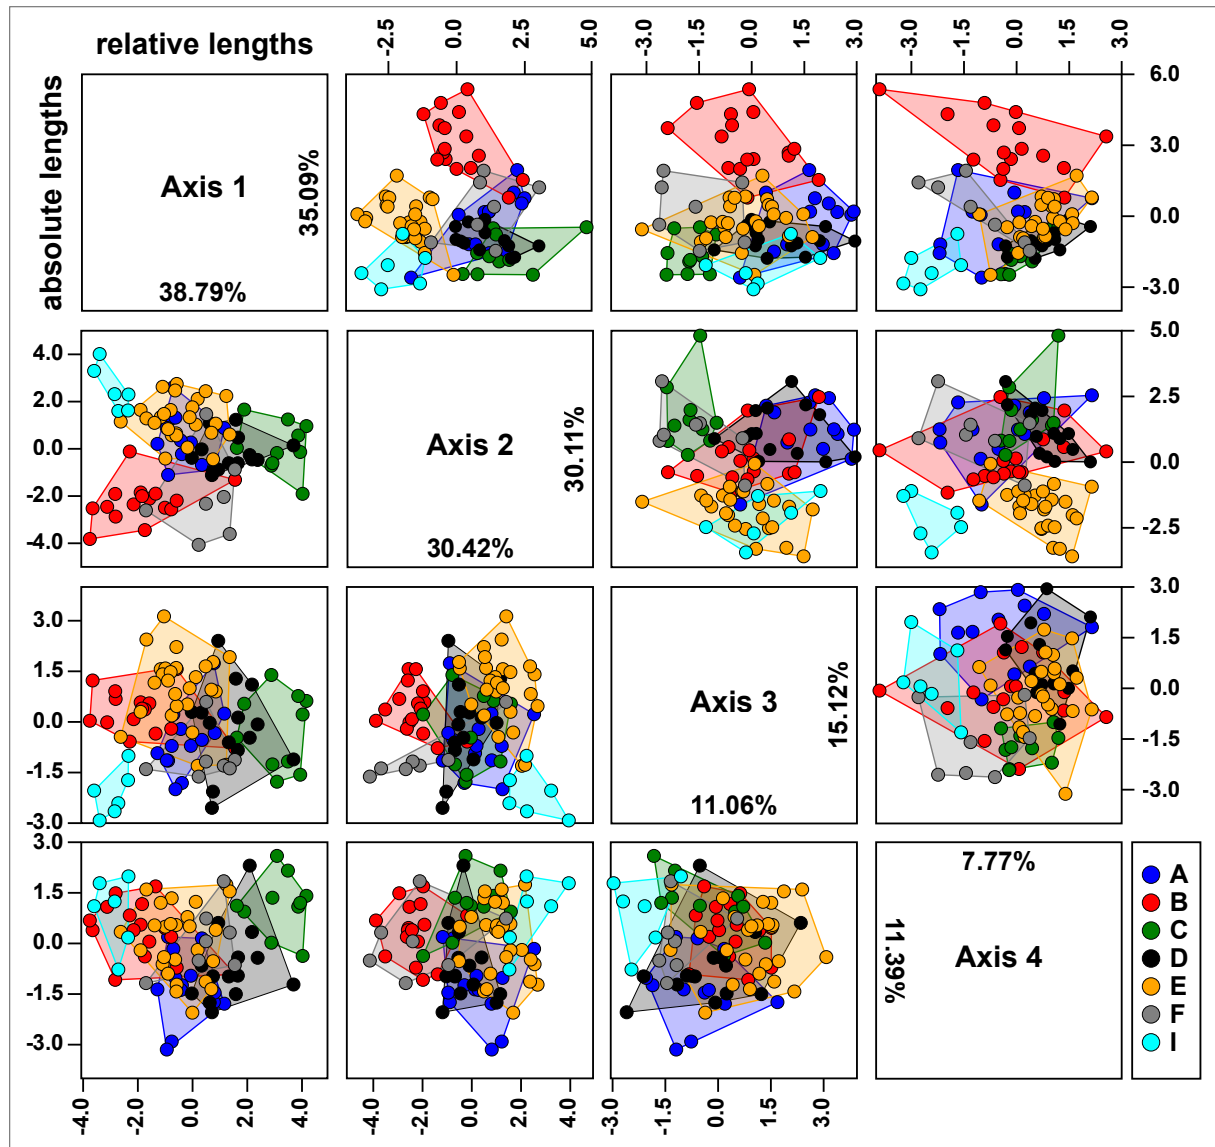 relative lengths
absolute lengths
-2.5 0.0 2.5 5.0
-3.0 -1.5 0.0 1.5 3.0
-3.0 -1.5 0.0 1.5 3.0
Axis 1
35.09%
38.79%
6.0
3.0
0.0
-3.0
4.0
2.0
0.0
-2.0
-4.0
Axis 2
30.11%
30.42%
5.0
2.5
0.0
-2.5
3.0
1.5
0.0
-1.5
-3.0
Axis 3
15.12%
11.06%
3.0
1.5
0.0
-1.5
-3.0
3.0
1.5
0.0
-1.5
-3.0
7.77%
Axis 4
11.39%
A
B
C
D
E
F
I
-4.0 -2.0 0.0 2.0 4.0
-4.0 -2.0 0.0 2.0 4.0
-3.0 -1.5 0.0 1.5 3.0